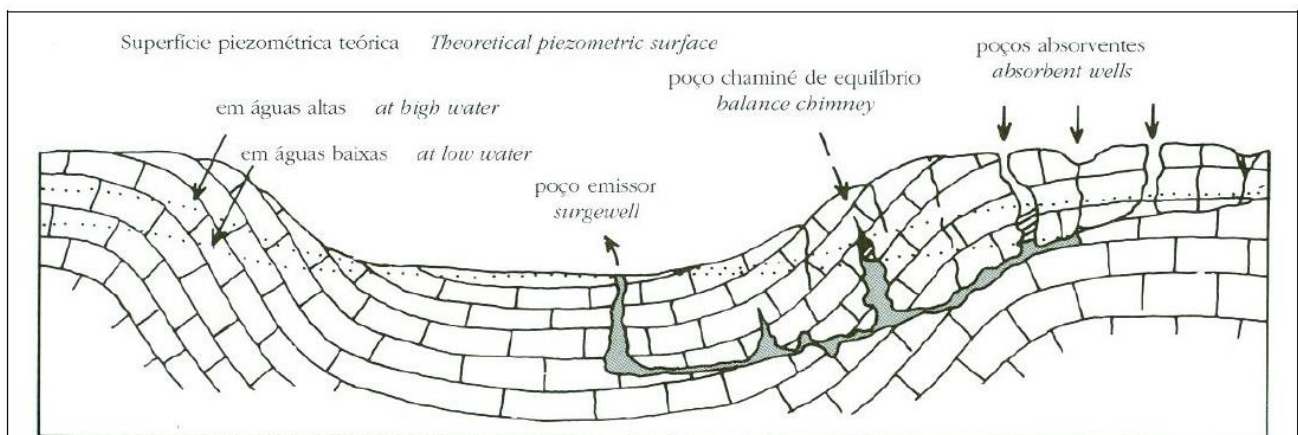 Superfície piezométrica teórica Theoretical piezometric surface
em águas altas at high water
em águas baixas at low water
poço emissor
surgewell
poço chaminé de equilíbrio
balance chimney
poços absorventes
absorbent wells